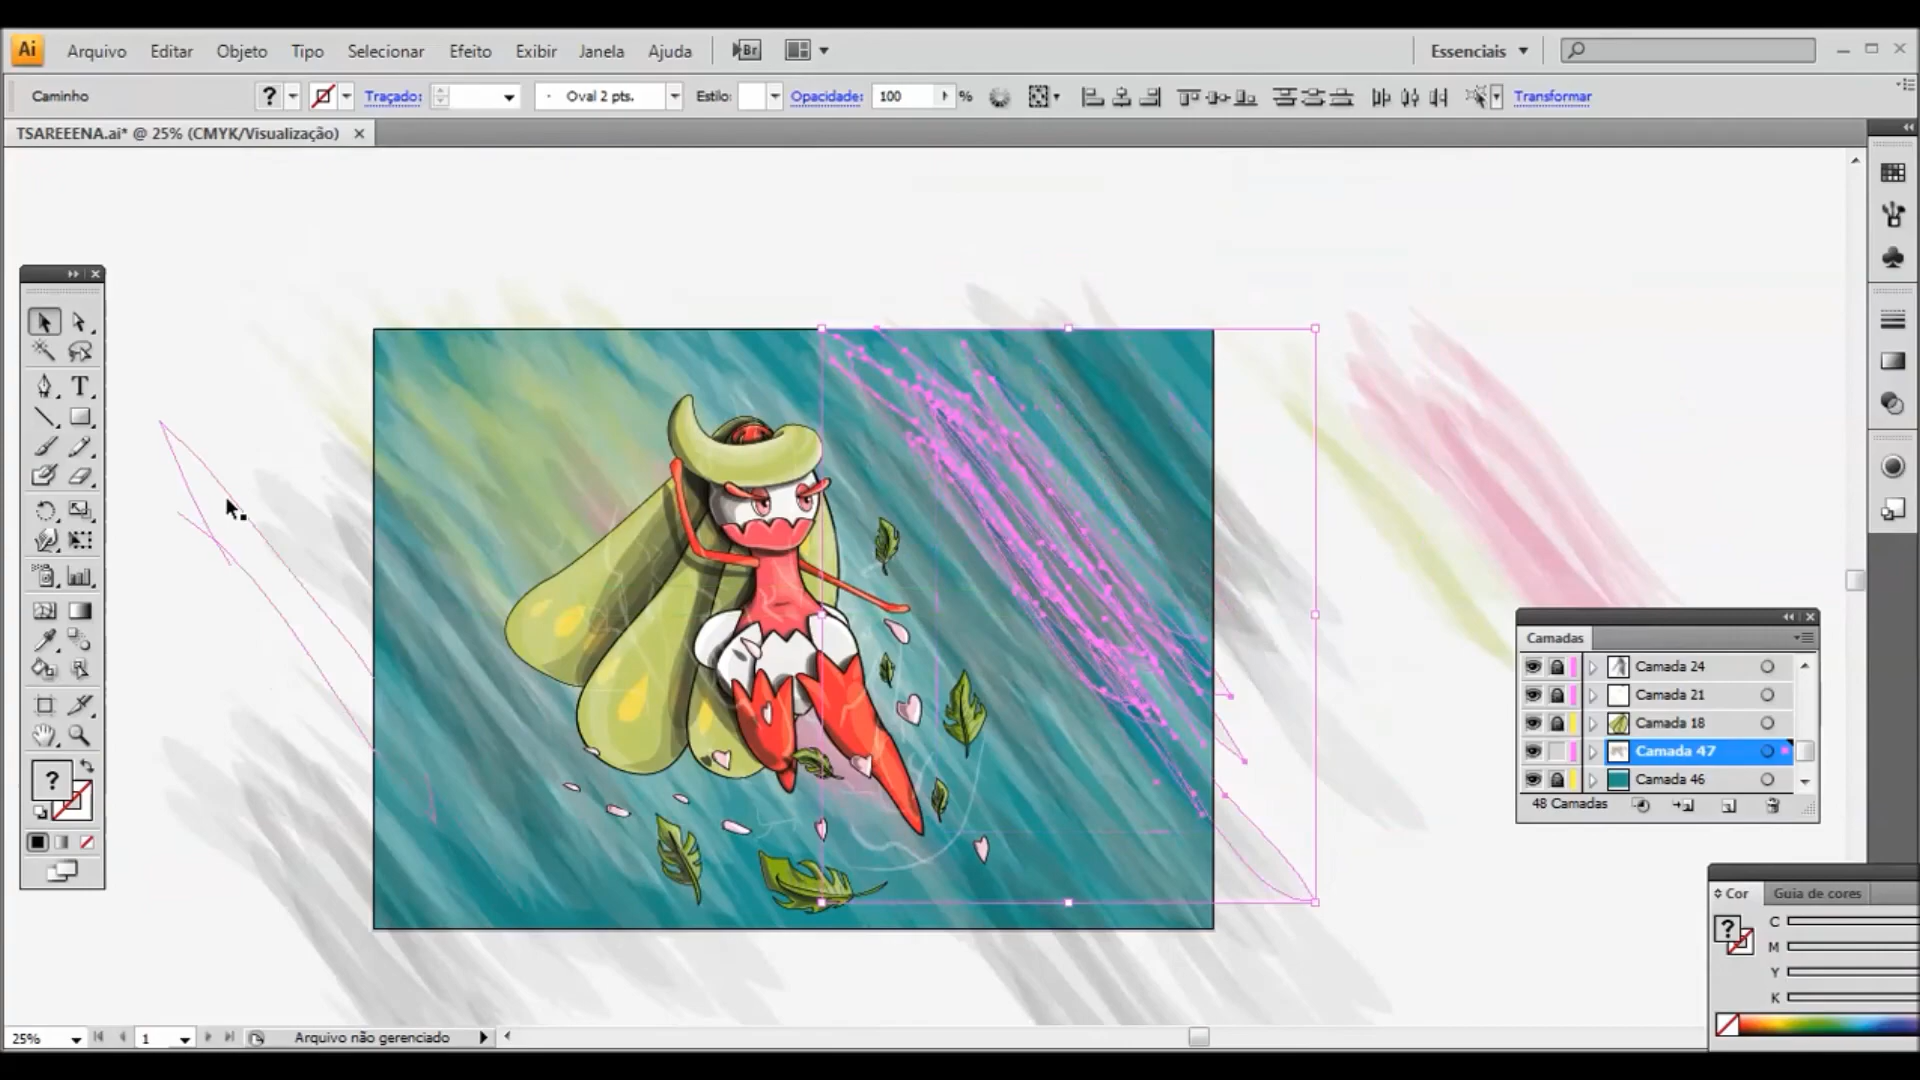 Ai Arquivo Editar Objeto Tipo Selecionar Efeito Exibir Janela Ajuda Br Essenciais
Caminho ? Traçado: Oval 2 pts. Estilo: Opacidade: 100 % Transformar
TSAREEENA.ai* @ 25% (CMYK/Visualização)
T
?
Camadas
Camada 24
Camada 21
Camada 18
Camada 47
Camada 46
48 Camadas
Cor Guia de cores
? C
M
Y
K
25% 1 Arquivo não gerenciado